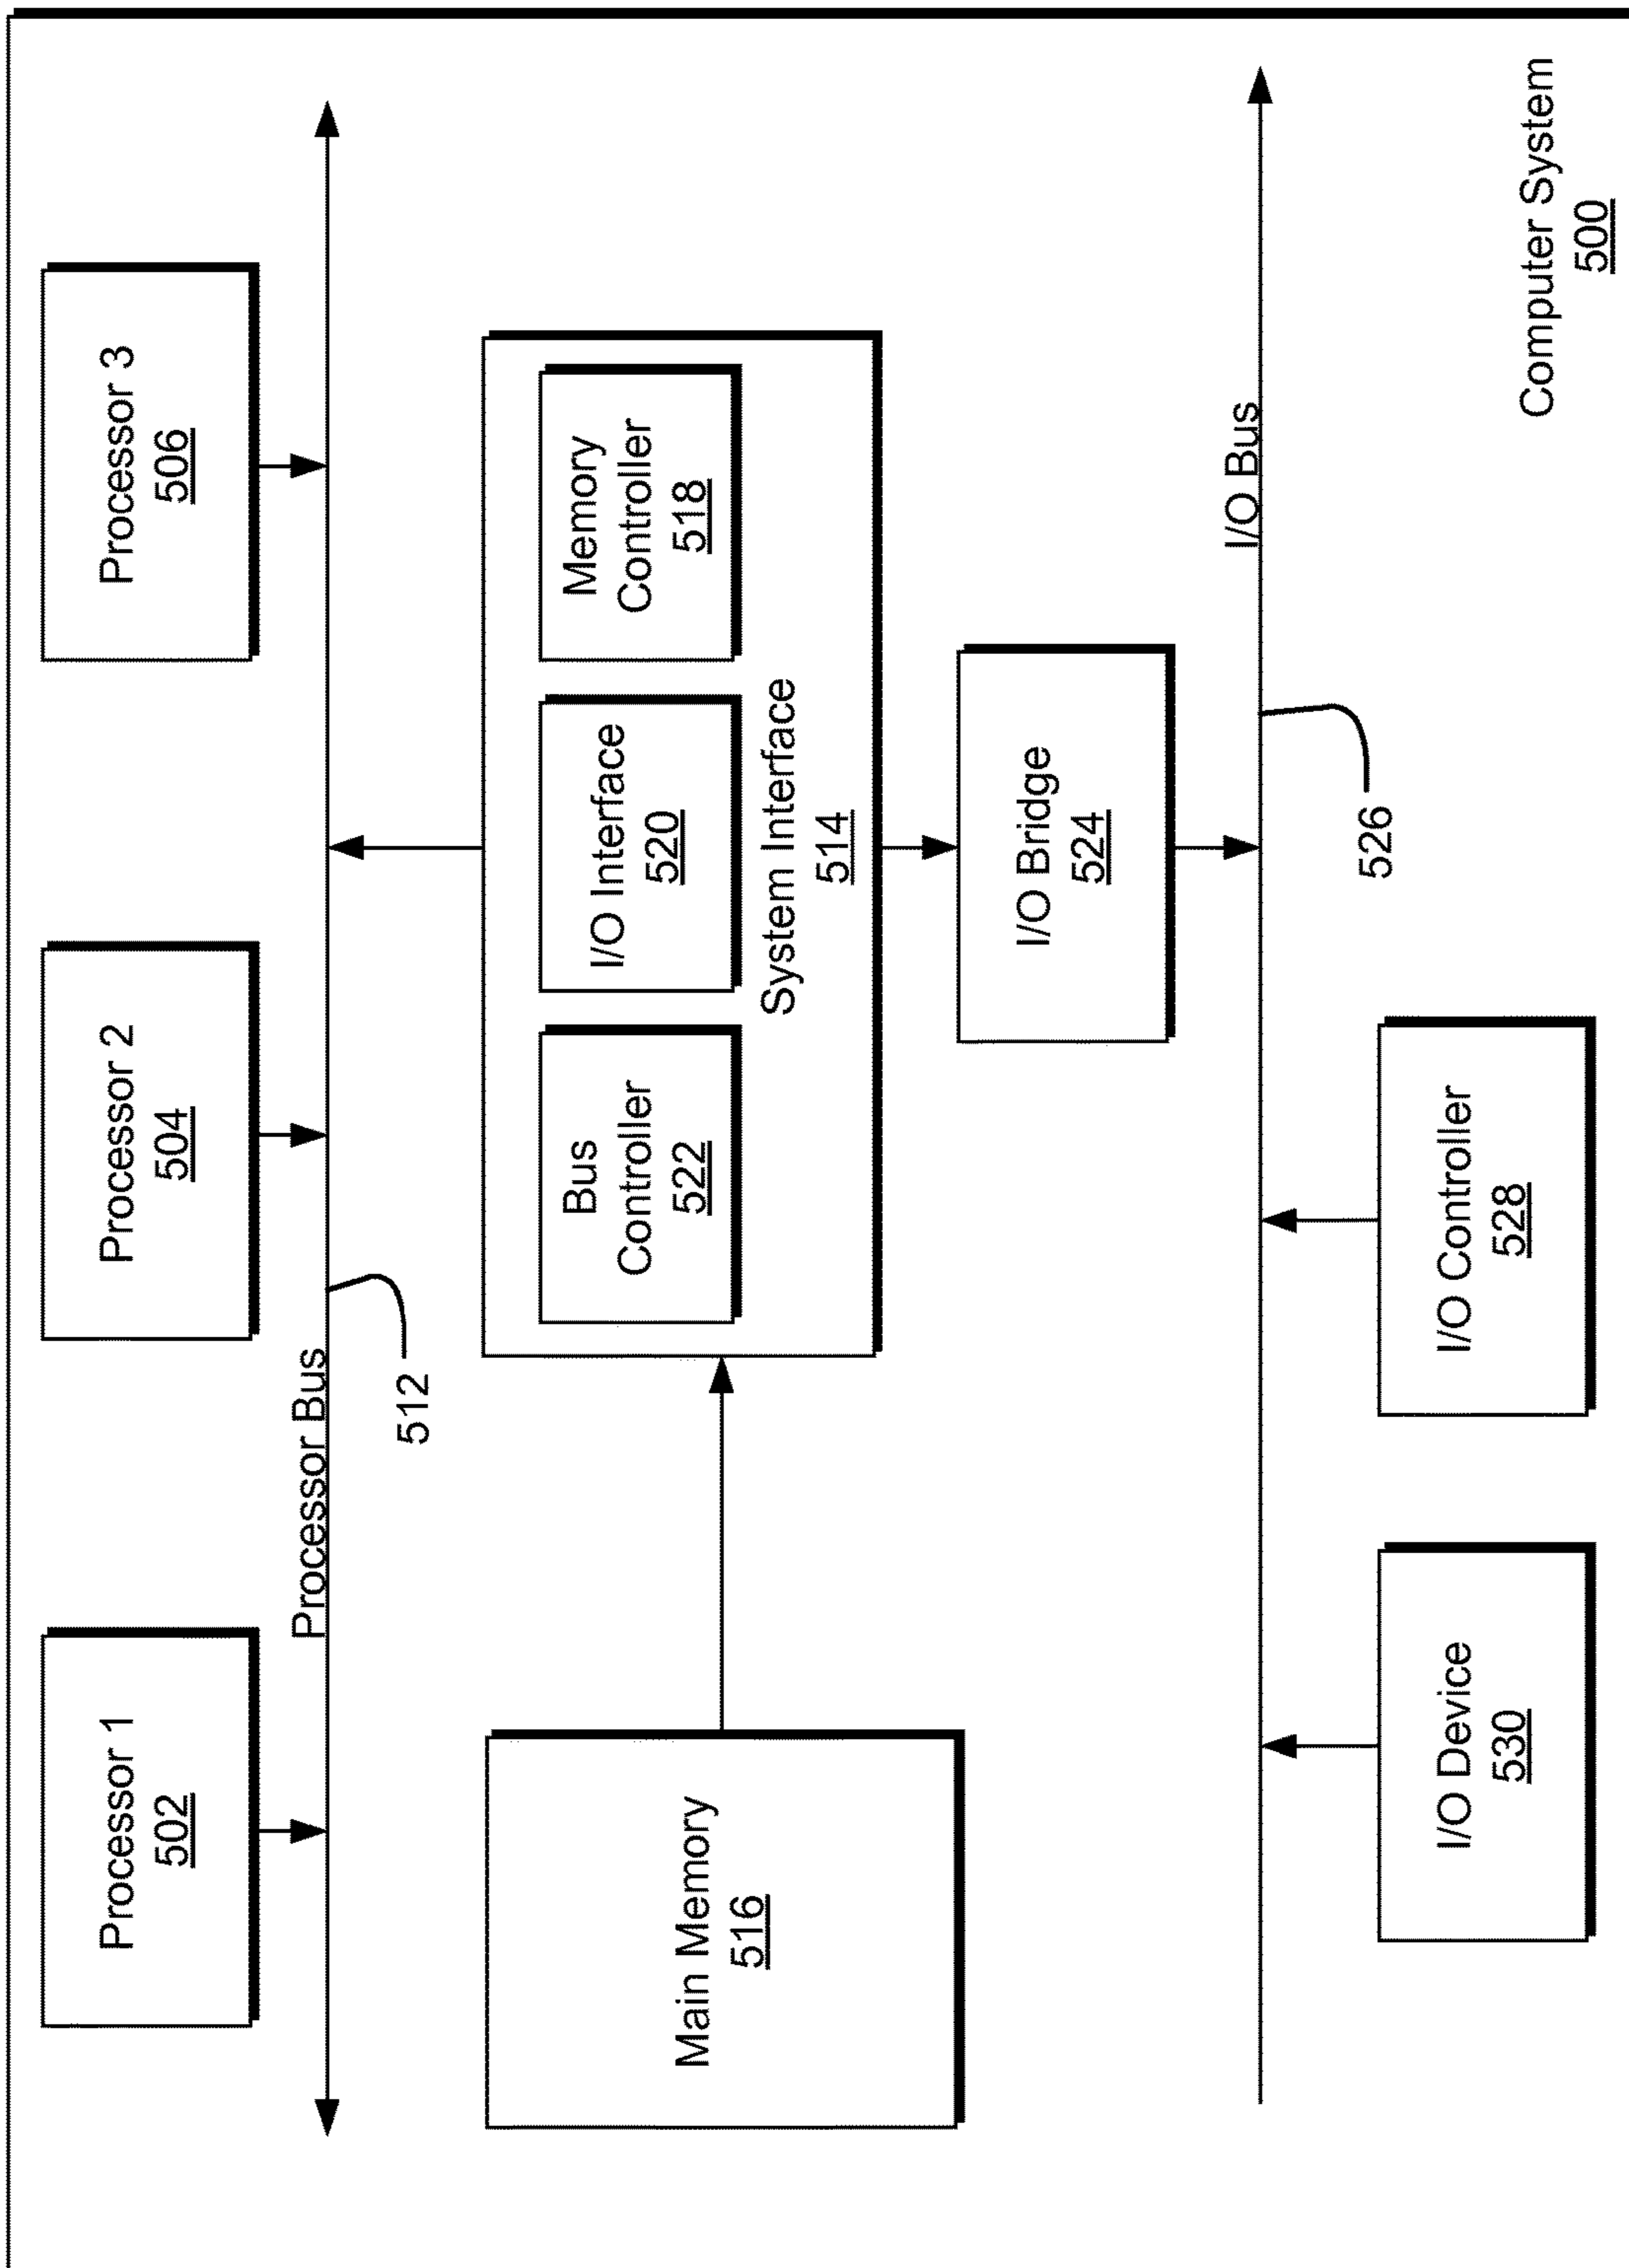 Processor 1
502
Processor 2
504
Processor 3
506
Processor Bus
512
Main Memory
516
Bus
Controller
522
I/O Interface
520
Memory
Controller
518
System Interface
514
I/O Bridge
524
I/O Bus
526
I/O Device
530
I/O Controller
528
Computer System
500